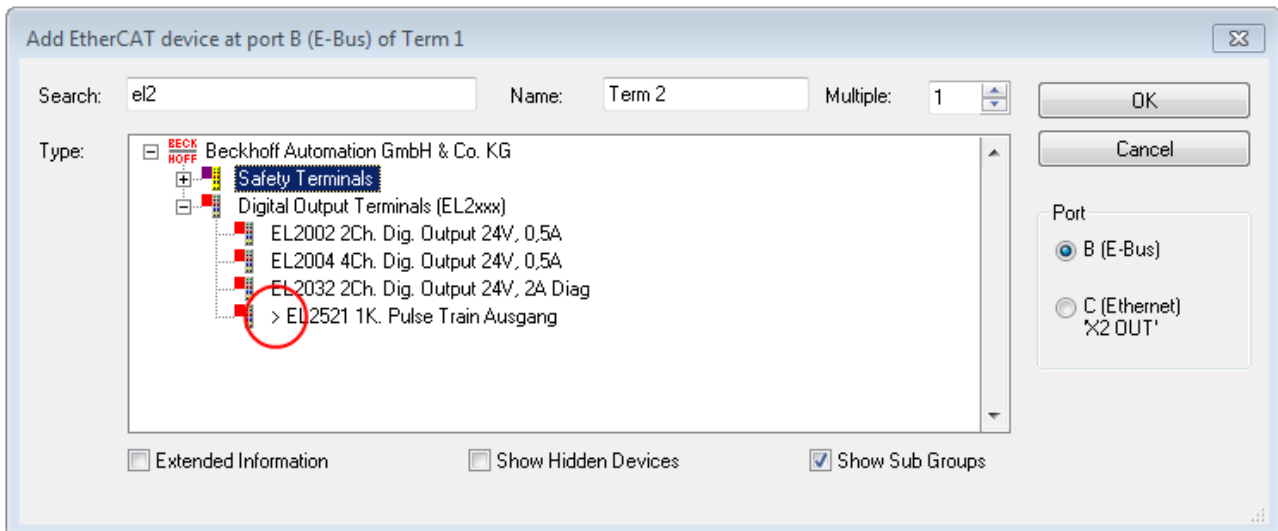 Add EtherCAT device at port B (E-Bus) of Term 1
Search: el2 Name: Term 2 Multiple: 1 OK
Type: BECKHOFF Beckhoff Automation GmbH & Co. KG Cancel
Safety Terminals
Digital Output Terminals (EL2xxx) Port
EL2002 2Ch. Dig. Output 24V, 0,5A
B (E-Bus)
EL2004 4Ch. Dig. Output 24V, 0,5A
EL2032 2Ch. Dig. Output 24V, 2A Diag
> EL2521 1K. Pulse Train Ausgang
C (Ethernet)
'X2 OUT'
Extended Information Show Hidden Devices Show Sub Groups